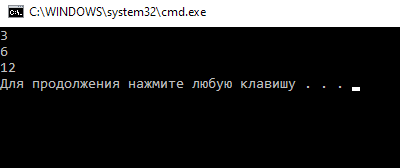 C:\WINDOWS\system32\cmd.exe
3
6
12
Для продолжения нажмите любую клавишу . . .